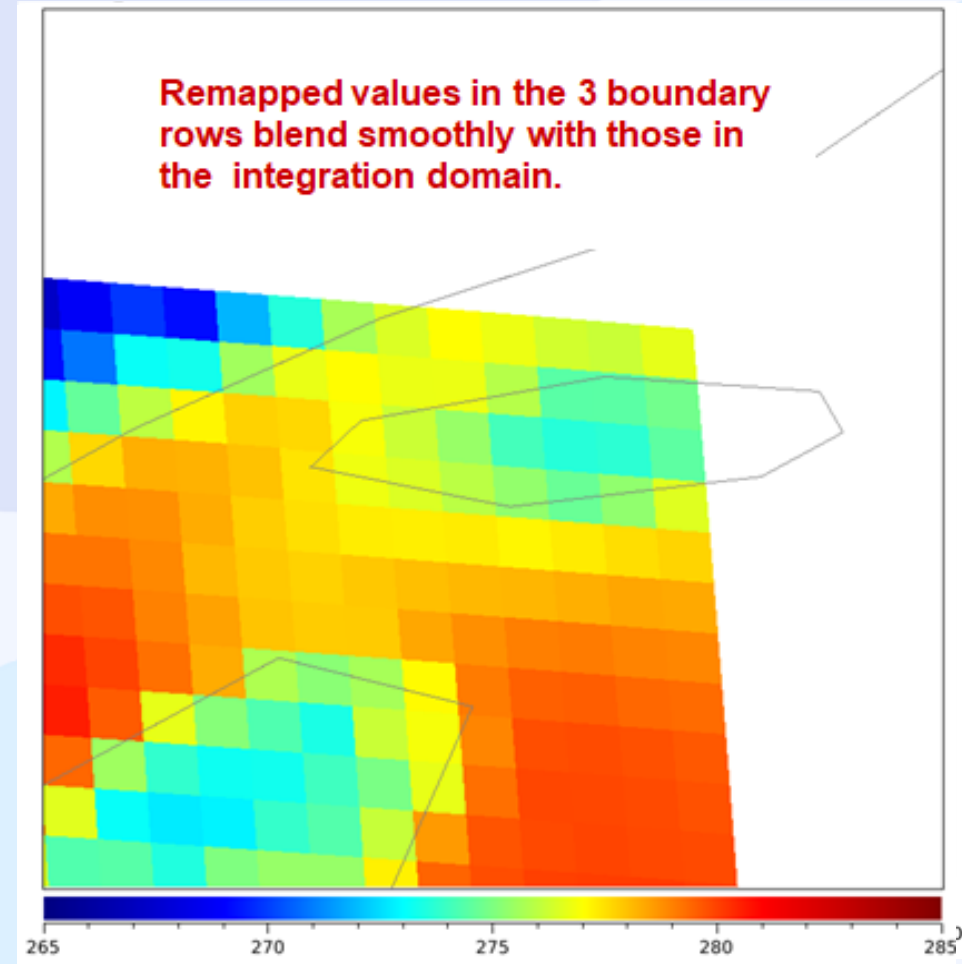 Remapped values in the 3 boundary
rows blend smoothly with those in
the integration domain.
265 270 275 280 285